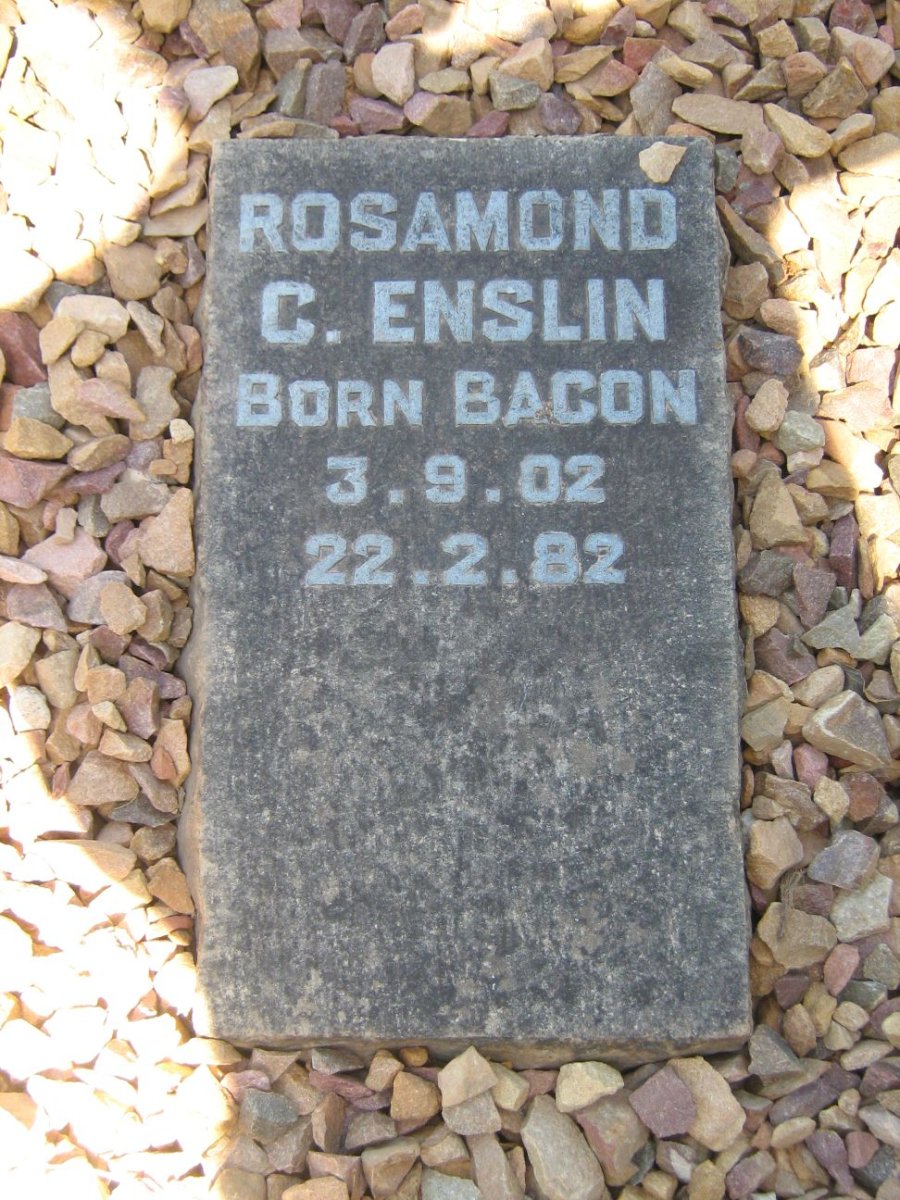 ROSAMOND
C. ENSLIN
BORN BACON
3.9.02
22.2.82